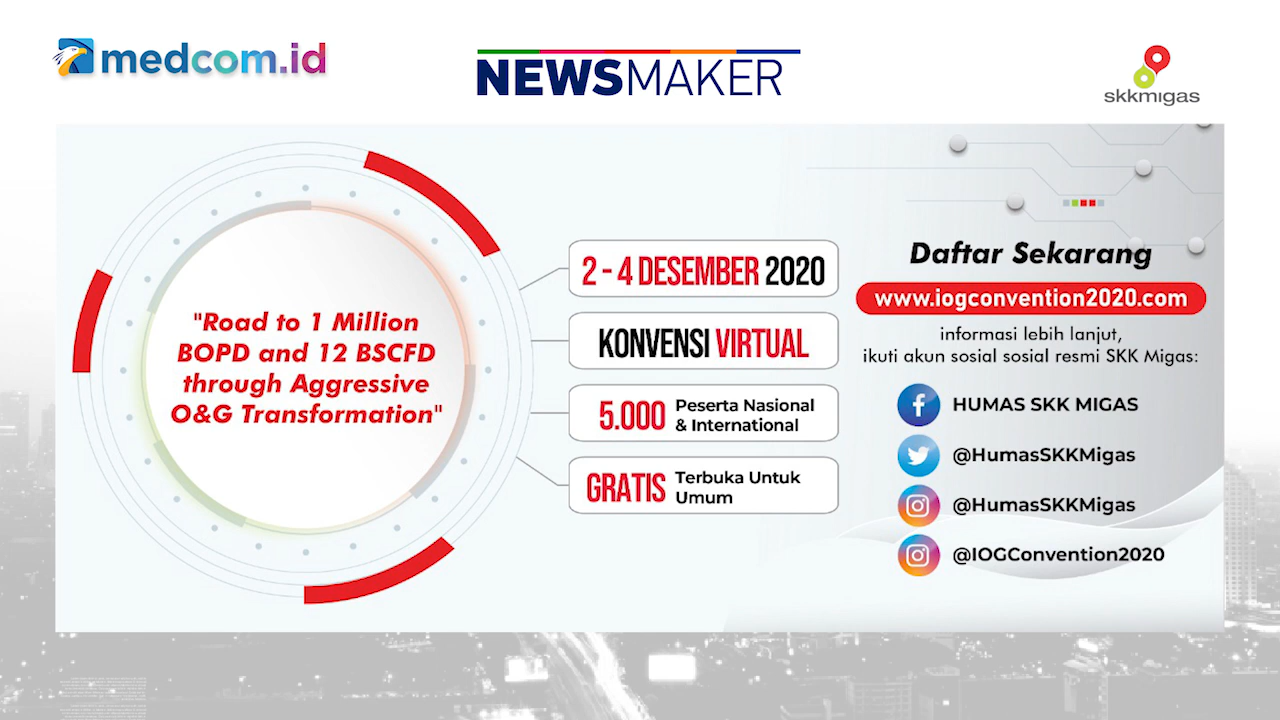 medcom.id
NEWSMAKER
skkmigas
"Road to 1 Million
BOPD and 12 BSCFD
through Aggressive
O&G Transformation"
2 - 4 DESEMBER 2020
KONVENSI VIRTUAL
5.000 Peserta Nasional
& International
GRATIS Terbuka Untuk
Umum
Daftar Sekarang
www.iogconvention2020.com
informasi lebih lanjut,
ikuti akun sosial sosial resmi SKK Migas:
HUMAS SKK MIGAS
@HumasSKKMigas
@HumasSKKMigas
@IOGConvention2020